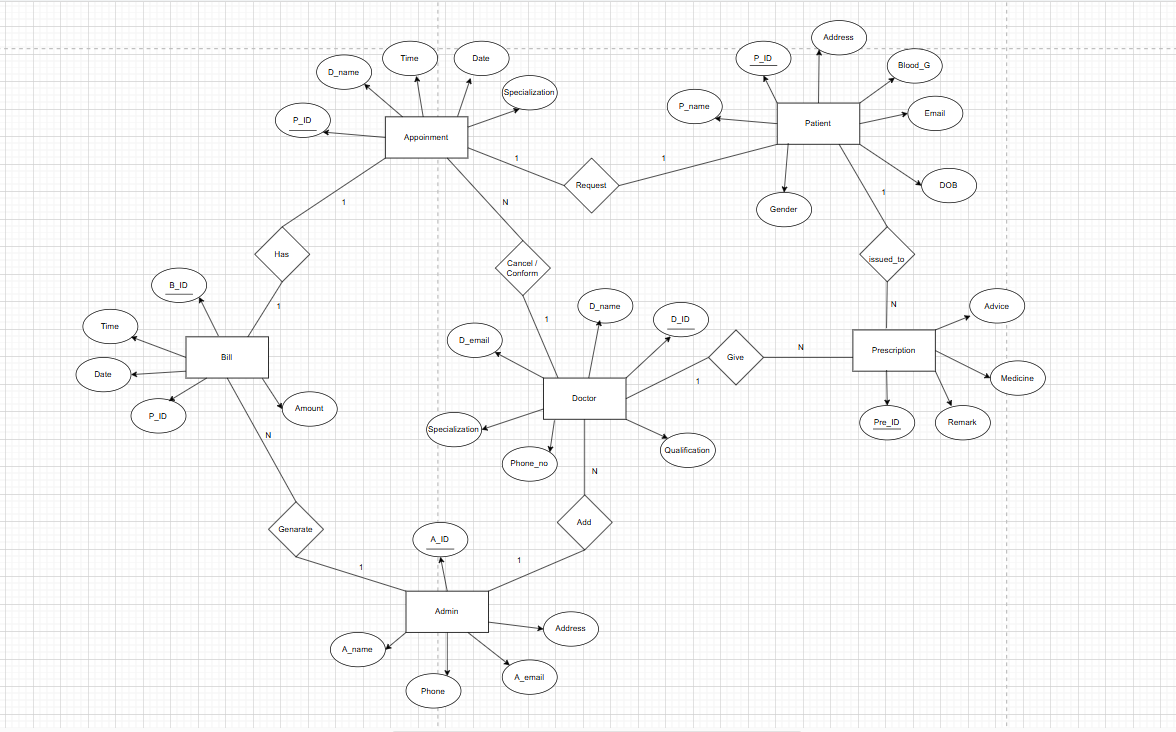 Address
Time
Date
P_ID
D_name
Blood_G
Specialization
P_name
Email
P_ID
Appoinment
Patient
1
1
Request
DOB
1
1
N
Gender
Has
Cancel /
Conform
issued_to
B_ID
1
D_name
N
Advice
Time
1
D_ID
D_email
Bill
Give
N
Prescription
Date
1
Medicine
Doctor
Amount
P_ID
Specialization
Pre_ID
Remark
N
Qualification
Phone_no
N
Genarate
Add
A_ID
1
1
Admin
Address
A_name
A_email
Phone